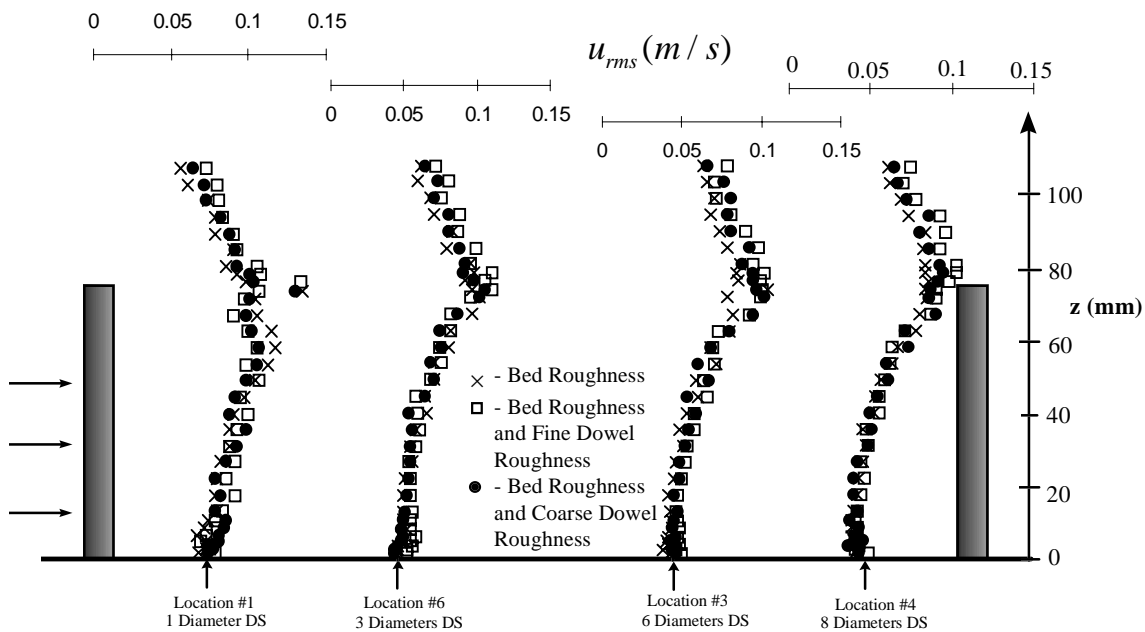 0 0.05 0.1 0.15
u_rms (m / s)
0 0.05 0.1 0.15
0 0.05 0.1 0.15
0 0.05 0.1 0.15
100
80
z (mm)
60
40
20
0
× - Bed Roughness
□ - Bed Roughness
and Fine Dowel
Roughness
● - Bed Roughness
and Coarse Dowel
Roughness
Location #1
1 Diameter DS
Location #6
3 Diameters DS
Location #3
6 Diameters DS
Location #4
8 Diameters DS